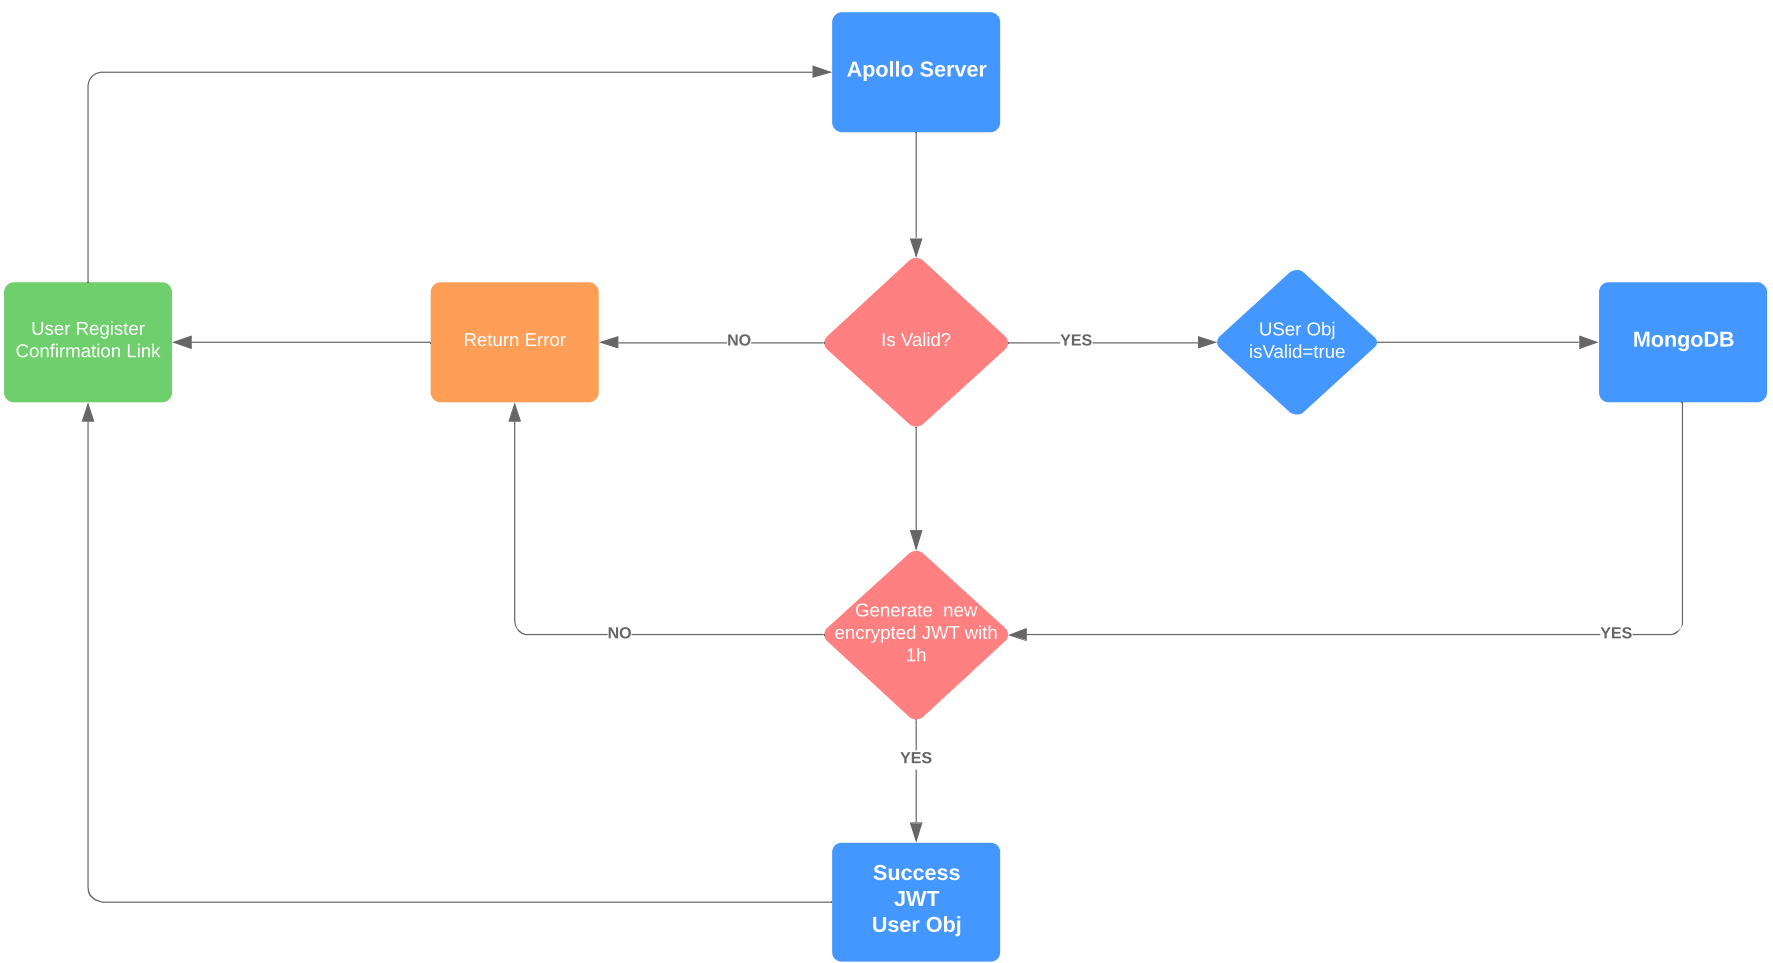 Apollo Server
User Register
Confirmation Link
Return Error
NO
Is Valid?
YES
USer Obj
isValid=true
MongoDB
NO
Generate  new
encrypted JWT with
1h
YES
YES
Success
JWT
User Obj